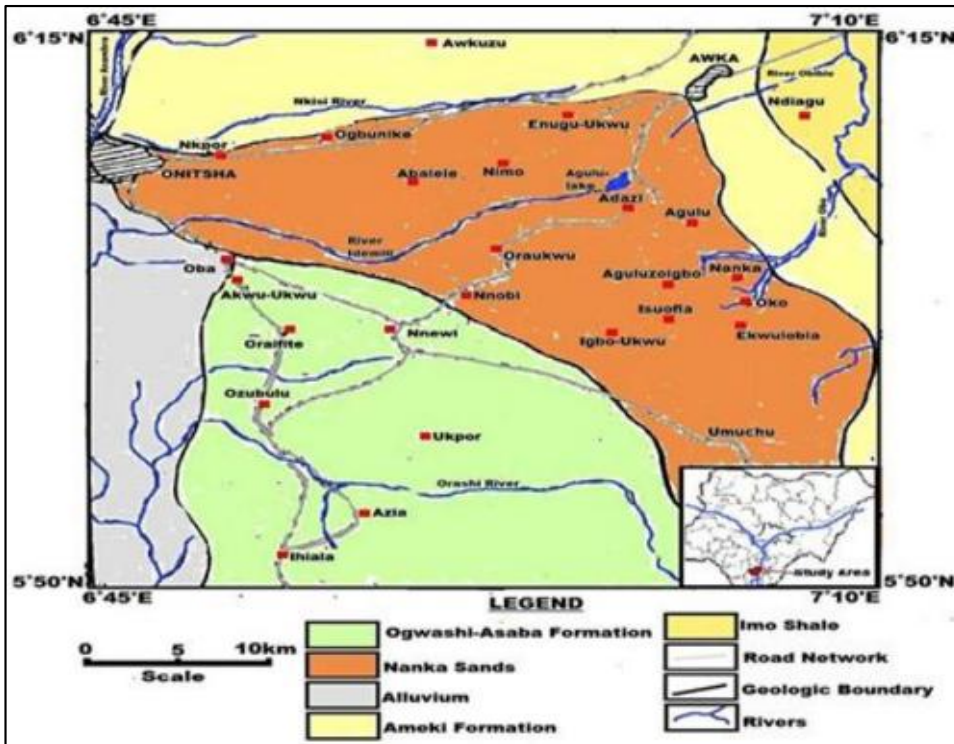 6°45'E
7°10'E
6°15'N
6°15'N
Awkuzu
AWKA
River Obibia
Ndiagu
Nkisi River
Ogbunike
Enugu-Ukwu
Nkpor
ONITSHA
Abalele
Nimo
Agulu-
lake
Adazi
Agulu
River
Idemili
Oba
Oraukwu
Aguluzoigbo
Nanka
Akwu-Ukwu
Nnobi
Oko
Isuofia
Oraifite
Nnewi
Igbo-Ukwu
Ekwulobia
Ozubulu
Ukpor
Umuchu
Orashi River
Azia
Ihiala
Study Area
5°50'N
5°50'N
6°45'E
7°10'E
LEGEND
Ogwashi-Asaba Formation
Nanka Sands
Alluvium
Ameki Formation
Imo Shale
Road Network
Geologic Boundary
Rivers
0 5 10km
Scale